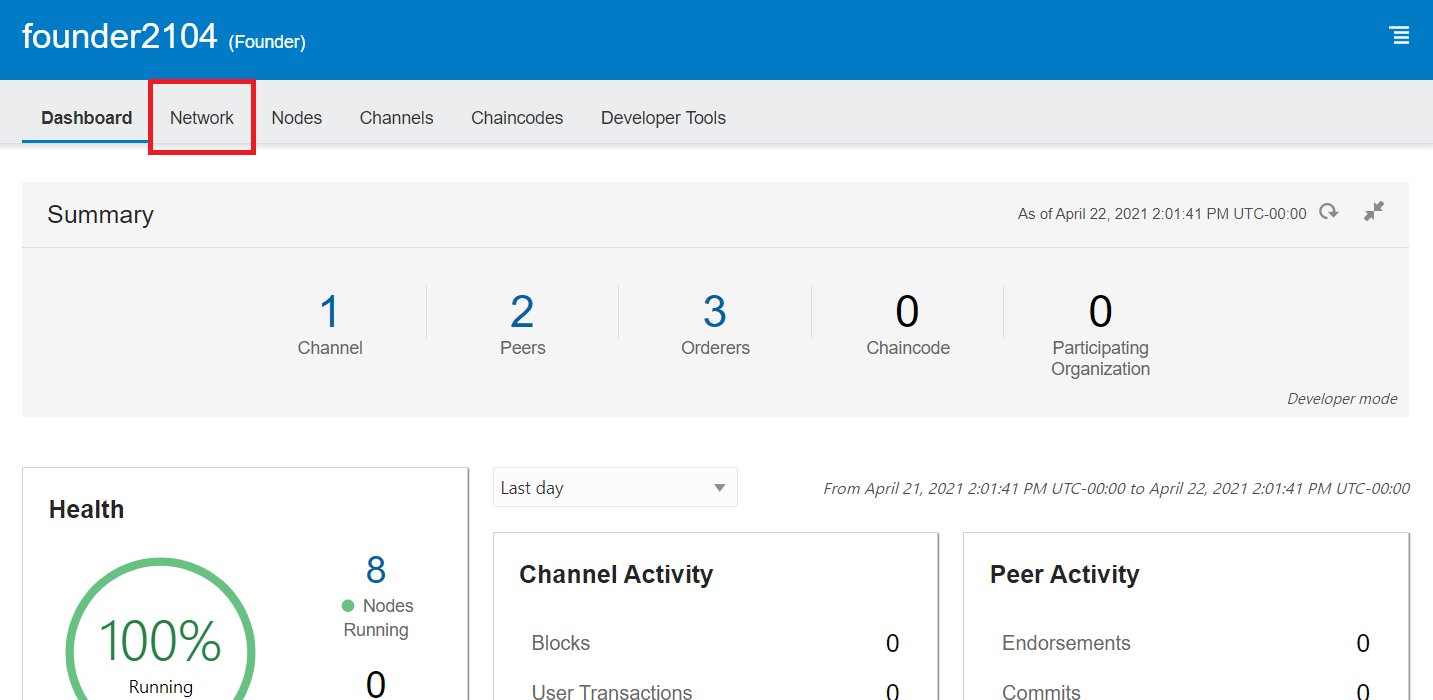 founder2104 (Founder)
Dashboard Network Nodes Channels Chaincodes Developer Tools
Summary
As of April 22, 2021 2:01:41 PM UTC-00:00
1 2 3 0 0
Channel Peers Orderers Chaincode Participating
Organization
Developer mode
Last day
From April 21, 2021 2:01:41 PM UTC-00:00 to April 22, 2021 2:01:41 PM UTC-00:00
Health
8
Nodes
Running
100%
Running
0
Channel Activity
Blocks 0
User Transactions 0
Peer Activity
Endorsements 0
Commits 0